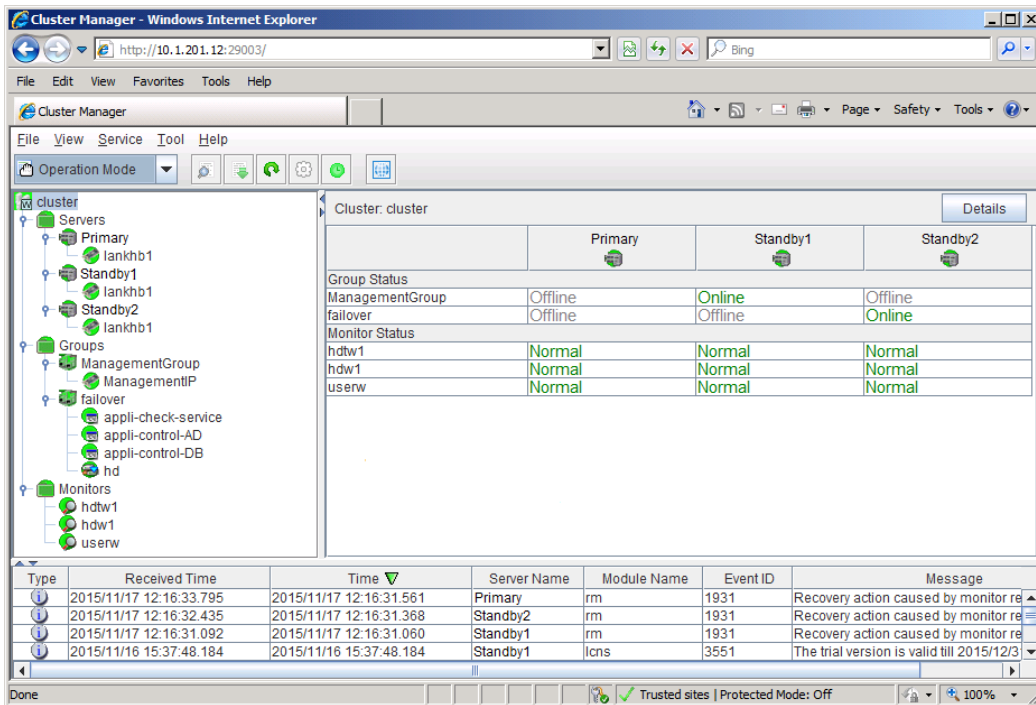 Cluster Manager - Windows Internet Explorer
http://10.1.201.12:29003/
Bing
File Edit View Favorites Tools Help
Cluster Manager
Page Safety Tools
File View Service Tool Help
Operation Mode
cluster
Servers
Primary
lankhb1
Standby1
lankhb1
Standby2
lankhb1
Groups
ManagementGroup
ManagementIP
failover
appli-check-service
appli-control-AD
appli-control-DB
hd
Monitors
hdtw1
hdw1
userw
Cluster: cluster Details
Primary Standby1 Standby2
Group Status
ManagementGroup Offline Online Offline
failover Offline Offline Online
Monitor Status
hdtw1 Normal Normal Normal
hdw1 Normal Normal Normal
userw Normal Normal Normal
Type Received Time Time Server Name Module Name Event ID Message
2015/11/17 12:16:33.795 2015/11/17 12:16:31.561 Primary rm 1931 Recovery action caused by monitor re
2015/11/17 12:16:32.435 2015/11/17 12:16:31.368 Standby2 rm 1931 Recovery action caused by monitor re
2015/11/17 12:16:31.092 2015/11/17 12:16:31.060 Standby1 rm 1931 Recovery action caused by monitor re
2015/11/16 15:37:48.184 2015/11/16 15:37:48.184 Standby1 lcns 3551 The trial version is valid till 2015/12/3
Done Trusted sites | Protected Mode: Off 100%